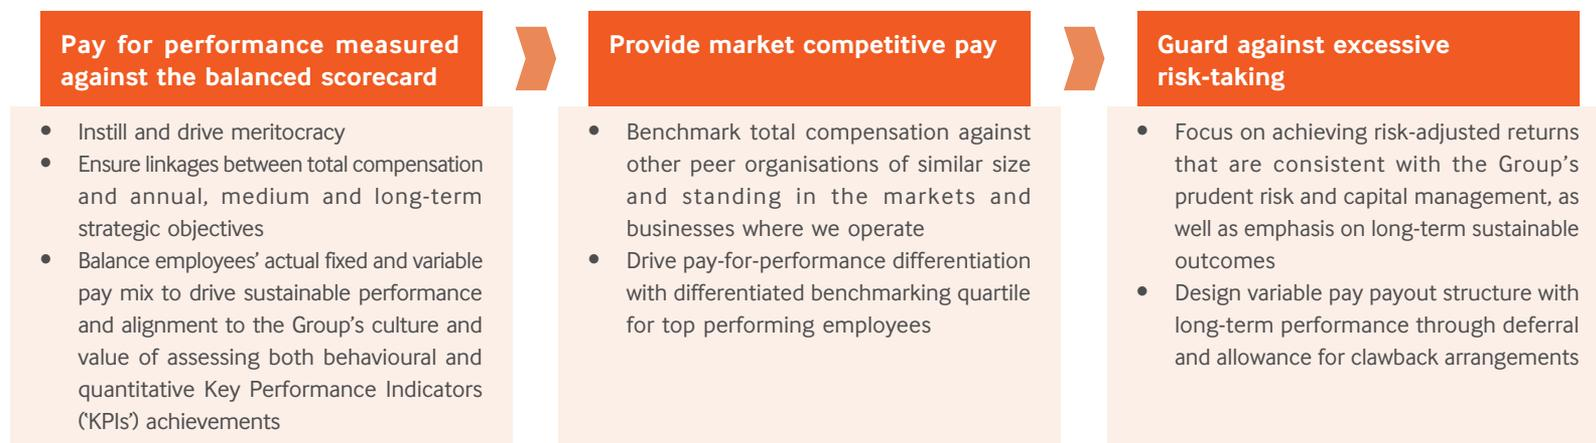 Pay for performance measured
against the balanced scorecard
• Instill and drive meritocracy
• Ensure linkages between total compensation
and annual, medium and long-term
strategic objectives
• Balance employees’ actual fixed and variable
pay mix to drive sustainable performance
and alignment to the Group’s culture and
value of assessing both behavioural and
quantitative Key Performance Indicators
(‘KPIs’) achievements
Provide market competitive pay
• Benchmark total compensation against
other peer organisations of similar size
and standing in the markets and
businesses where we operate
• Drive pay-for-performance differentiation
with differentiated benchmarking quartile
for top performing employees
Guard against excessive
risk-taking
• Focus on achieving risk-adjusted returns
that are consistent with the Group’s
prudent risk and capital management, as
well as emphasis on long-term sustainable
outcomes
• Design variable pay payout structure with
long-term performance through deferral
and allowance for clawback arrangements